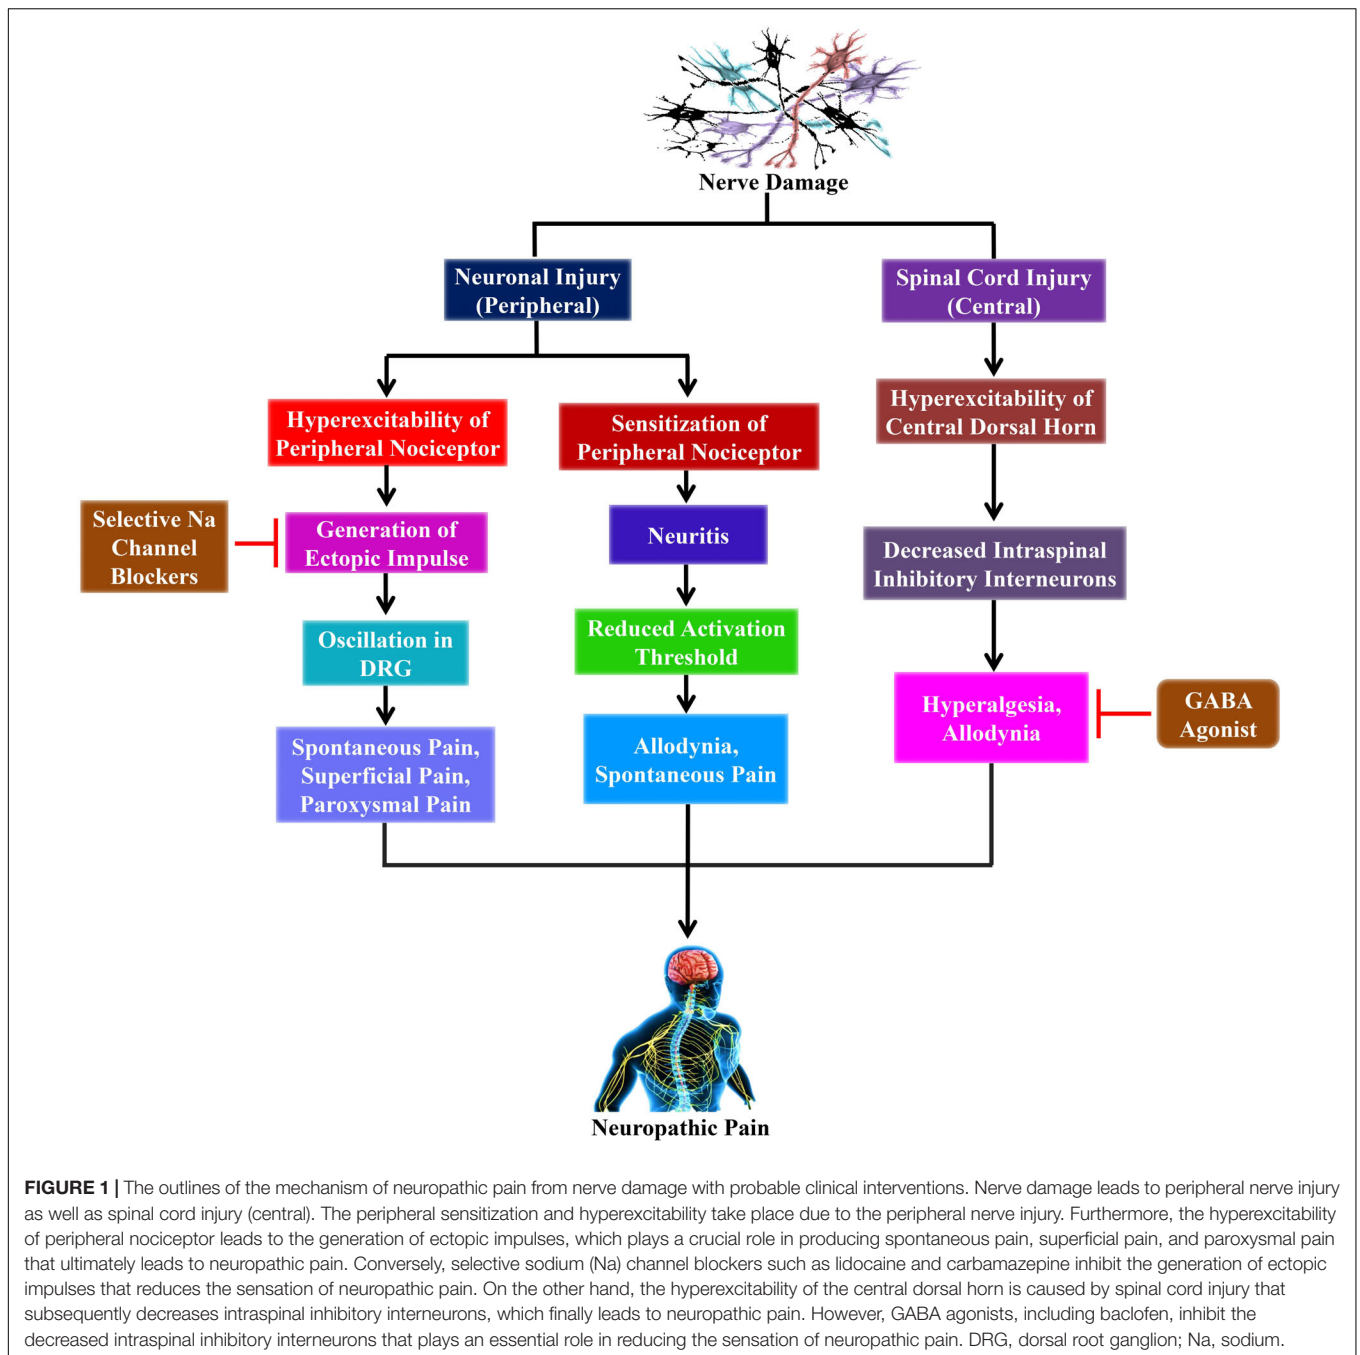 Nerve Damage
Neuronal Injury
(Peripheral)
Spinal Cord Injury
(Central)
Hyperexcitability of
Peripheral Nociceptor
Sensitization of
Peripheral Nociceptor
Hyperexcitability of
Central Dorsal Horn
Selective Na
Channel
Blockers
Generation of
Ectopic Impulse
Neuritis
Decreased Intraspinal
Inhibitory Interneurons
Oscillation in
DRG
Reduced Activation
Threshold
Hyperalgesia,
Allodynia
GABA
Agonist
Spontaneous Pain,
Superficial Pain,
Paroxysmal Pain
Allodynia,
Spontaneous Pain
Neuropathic Pain
FIGURE 1 | The outlines of the mechanism of neuropathic pain from nerve damage with probable clinical interventions. Nerve damage leads to peripheral nerve injury
as well as spinal cord injury (central). The peripheral sensitization and hyperexcitability take place due to the peripheral nerve injury. Furthermore, the hyperexcitability
of peripheral nociceptor leads to the generation of ectopic impulses, which plays a crucial role in producing spontaneous pain, superficial pain, and paroxysmal pain
that ultimately leads to neuropathic pain. Conversely, selective sodium (Na) channel blockers such as lidocaine and carbamazepine inhibit the generation of ectopic
impulses that reduces the sensation of neuropathic pain. On the other hand, the hyperexcitability of the central dorsal horn is caused by spinal cord injury that
subsequently decreases intraspinal inhibitory interneurons, which finally leads to neuropathic pain. However, GABA agonists, including baclofen, inhibit the
decreased intraspinal inhibitory interneurons that plays an essential role in reducing the sensation of neuropathic pain. DRG, dorsal root ganglion; Na, sodium.